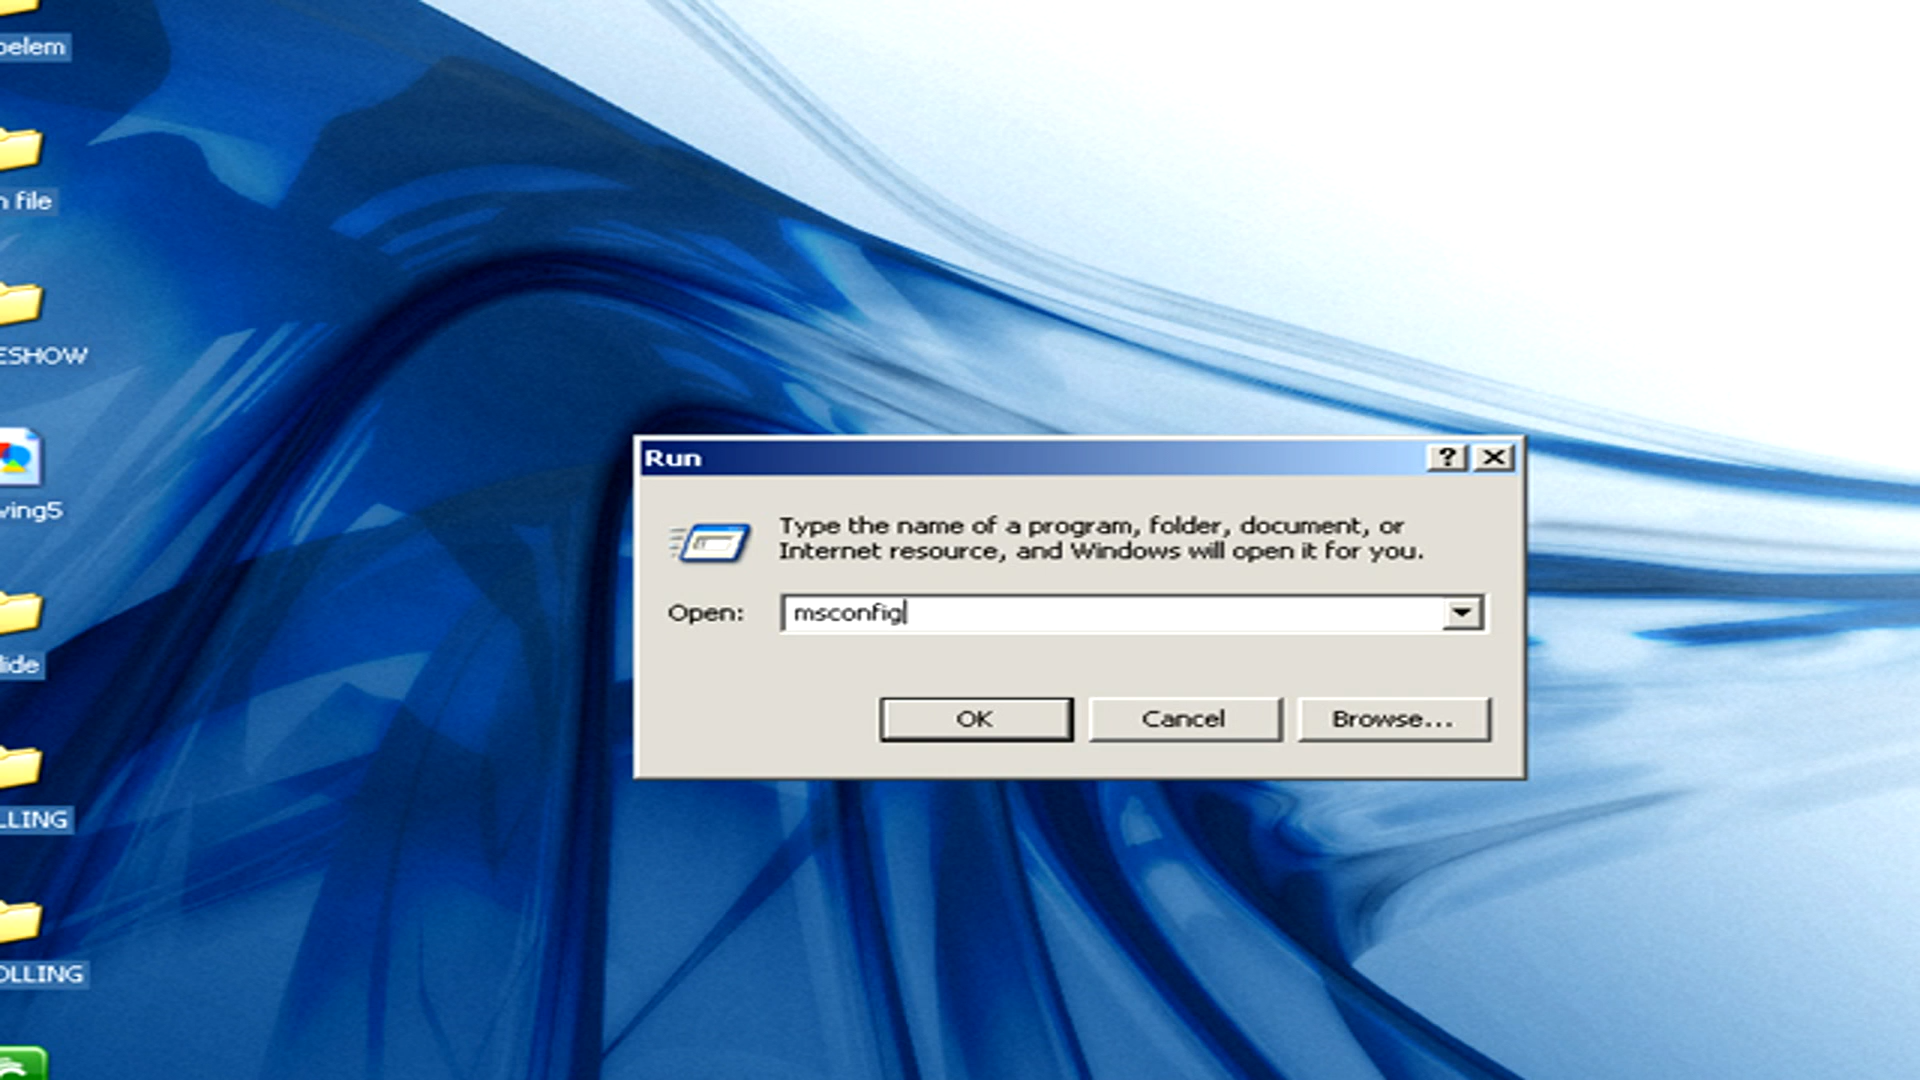 oelem
file
ESHOW
ving5
lide
LLING
OLLING
Run
Type the name of a program, folder, document, or
Internet resource, and Windows will open it for you.
Open: msconfig
OK Cancel Browse...